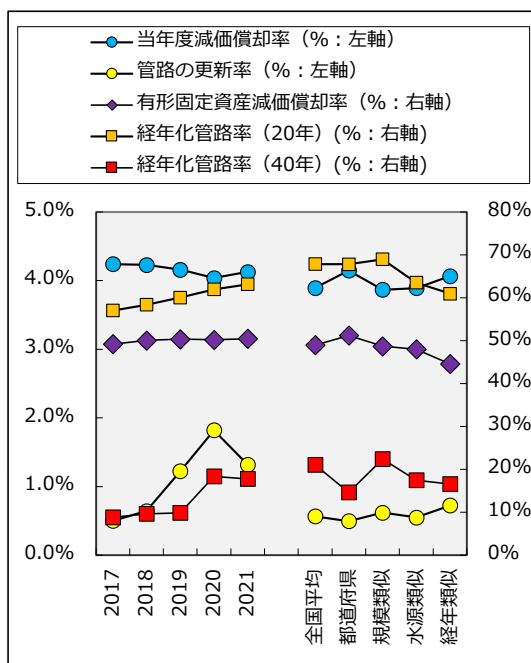 当年度減価償却率（%：左軸）
管路の更新率（%：左軸）
有形固定資産減価償却率（%：右軸）
経年化管路率（20年）(%：右軸)
経年化管路率（40年）(%：右軸)
5.0%
4.0%
3.0%
2.0%
1.0%
0.0%
80%
70%
60%
50%
40%
30%
20%
10%
0%
2017
2018
2019
2020
2021
全国平均
都道府県
規模類似
水源類似
経年類似